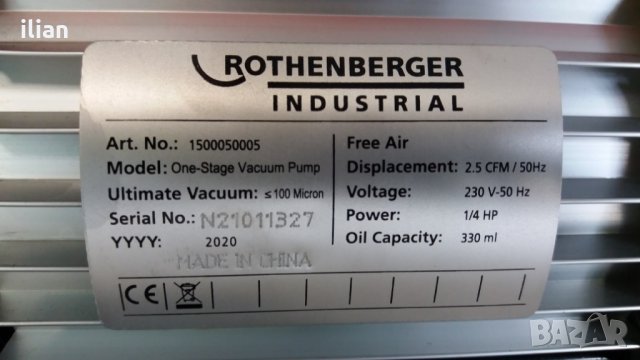 ilian
ROTHENBERGER
INDUSTRIAL
Art. No.: 1500050005
Model: One-Stage Vacuum Pump
Ultimate Vacuum: ≤100 Micron
Serial No.: N21011327
YYYY: 2020
MADE IN CHINA
Free Air
Displacement: 2.5 CFM / 50Hz
Voltage: 230 V-50 Hz
Power: 1/4 HP
Oil Capacity: 330 ml
CE
BAZAR